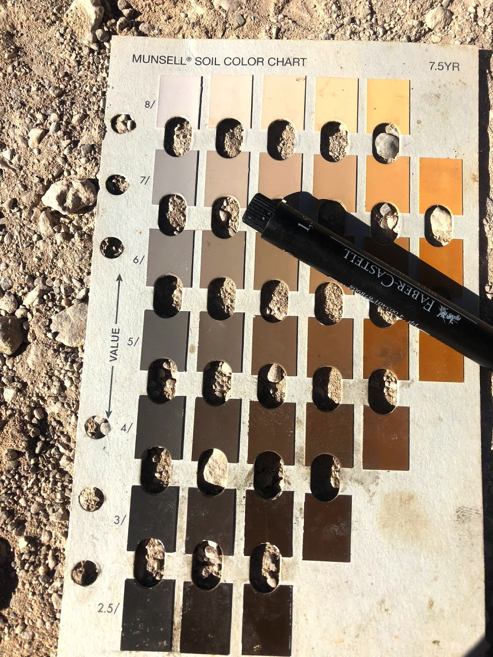 MUNSELL® SOIL COLOR CHART
7.5YR
8/
7/
6/
5/
VALUE
4/
3/
2.5/
FABER-CASTELL